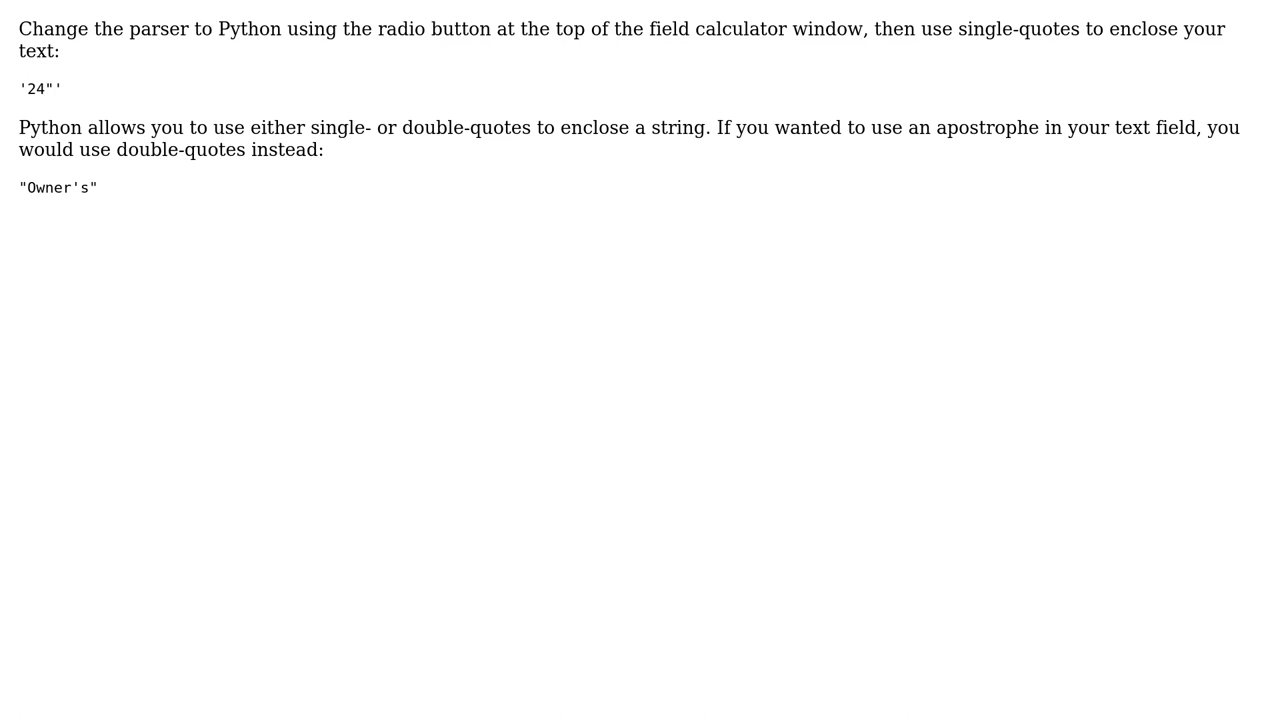 Change the parser to Python using the radio button at the top of the field calculator window, then use single-quotes to enclose your
text:
'24"'
Python allows you to use either single- or double-quotes to enclose a string. If you wanted to use an apostrophe in your text field, you
would use double-quotes instead:
"Owner's"